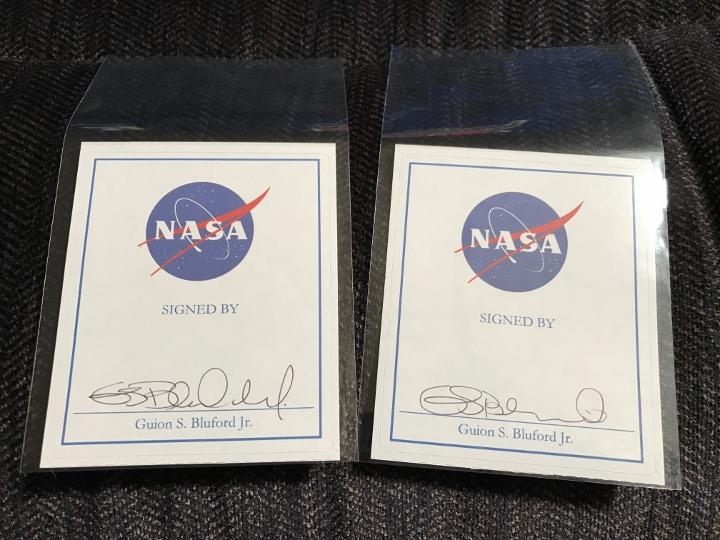 NASA
SIGNED BY
Guion S. Bluford Jr.
NASA
SIGNED BY
Guion S. Bluford Jr.